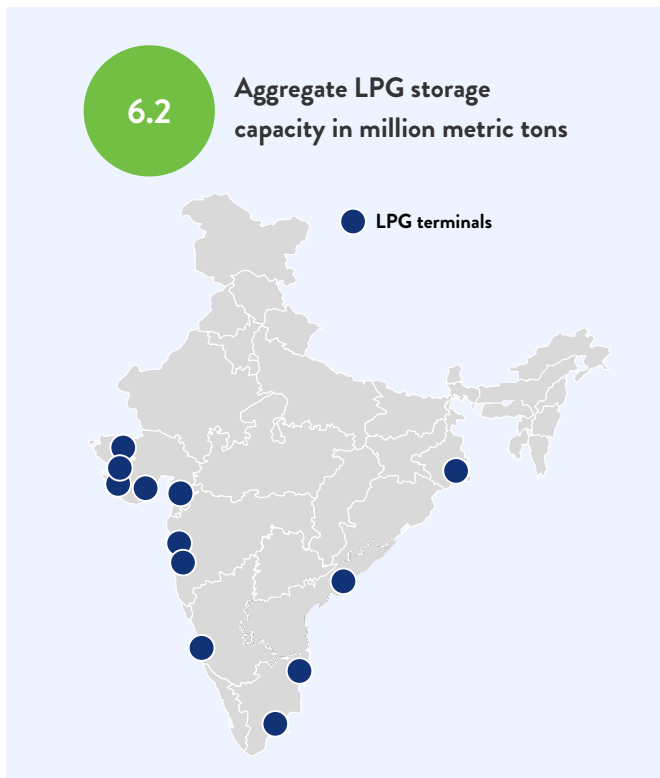 6.2
Aggregate LPG storage
capacity in million metric tons
LPG terminals